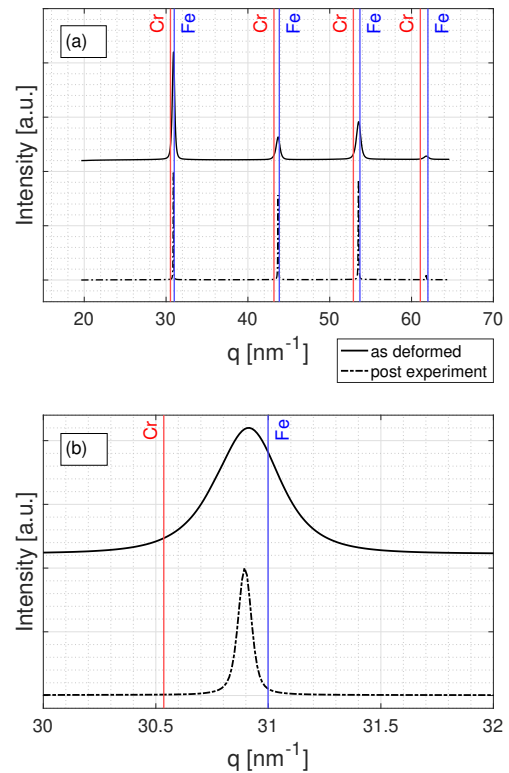 (a)
Cr Fe Cr Fe Cr Fe Cr Fe
Intensity [a.u.]
20 30 40 50 60 70
q [nm⁻¹]
as deformed
post experiment
(b)
Cr Fe
Intensity [a.u.]
30 30.5 31 31.5 32
q [nm⁻¹]